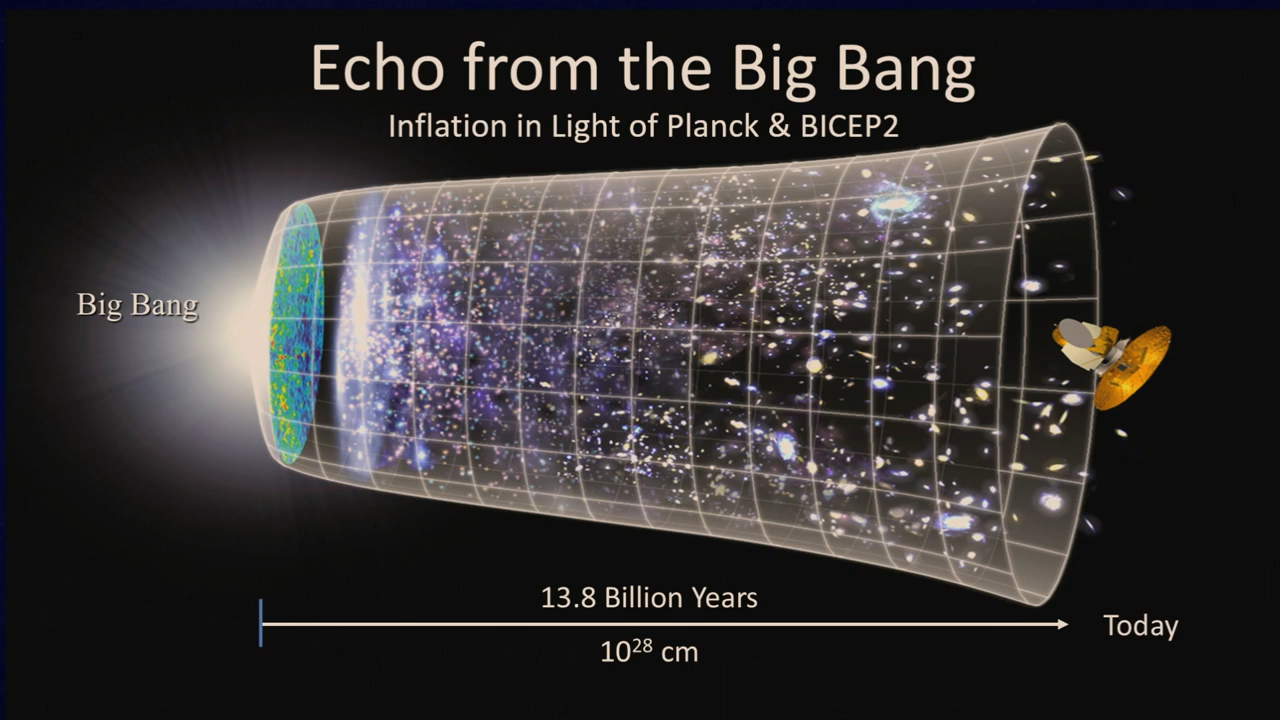 Echo from the Big Bang
Inflation in Light of Planck & BICEP2
Big Bang
13.8 Billion Years
10²⁸ cm
Today